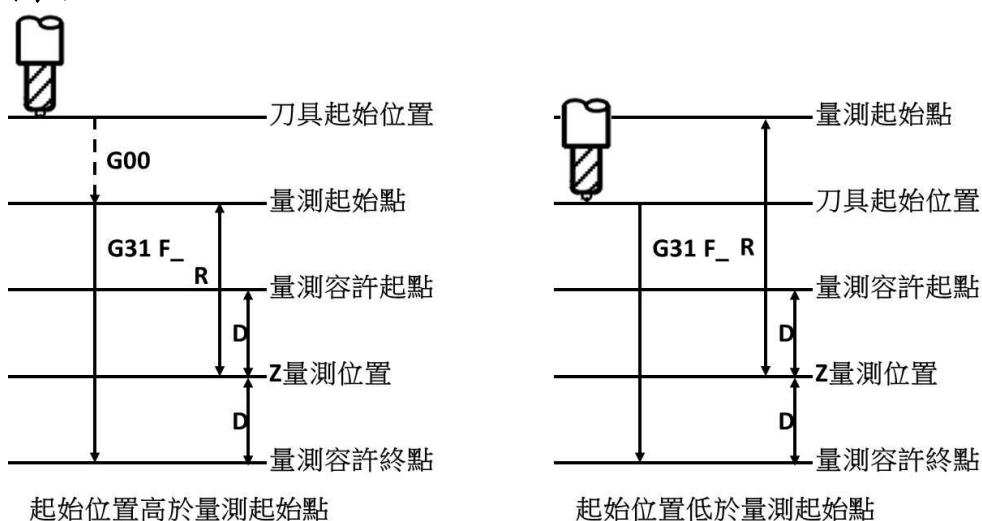 刀具起始位置
G00
量測起始點
G31 F_
R
量測容許起點
D
Z量測位置
D
量測容許終點
起始位置高於量測起始點
量測起始點
刀具起始位置
G31 F_ R
量測容許起點
D
Z量測位置
D
量測容許終點
起始位置低於量測起始點